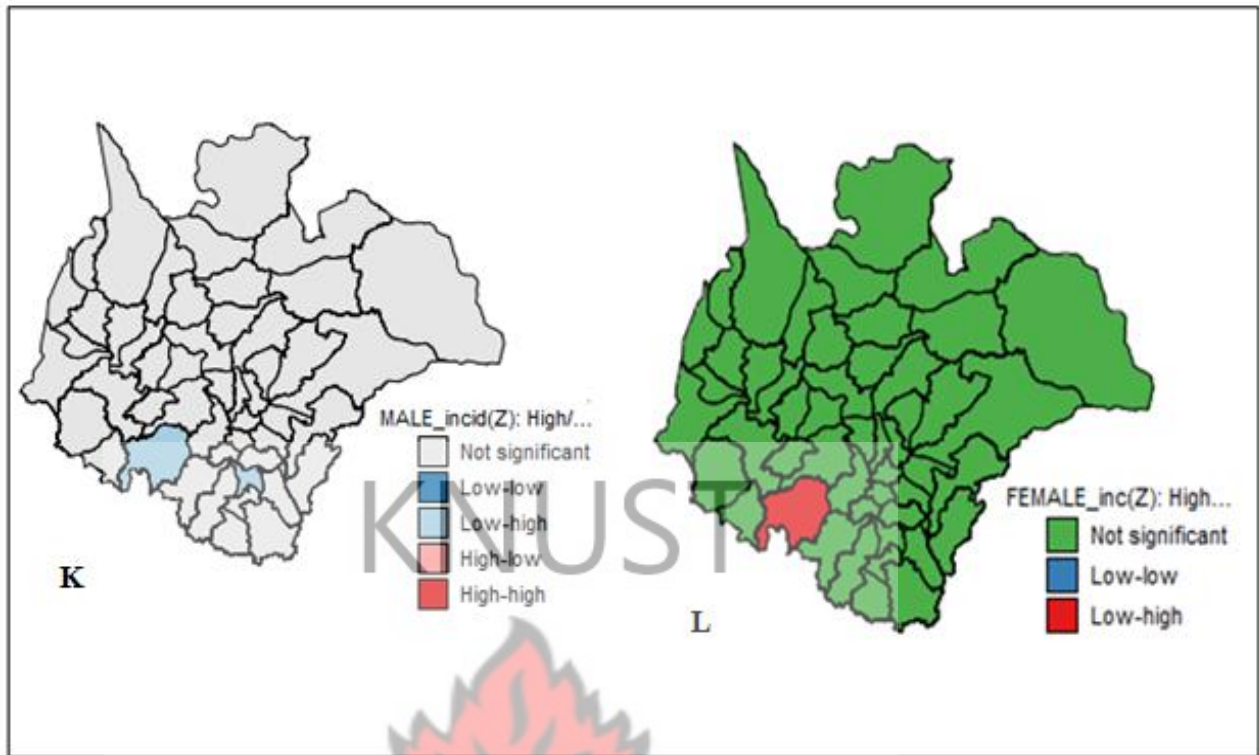 MALE_incid(Z): High/...
Not significant
Low-low
Low-high
High-low
High-high
K
KNUST
FEMALE_inc(Z): High...
Not significant
Low-low
Low-high
L